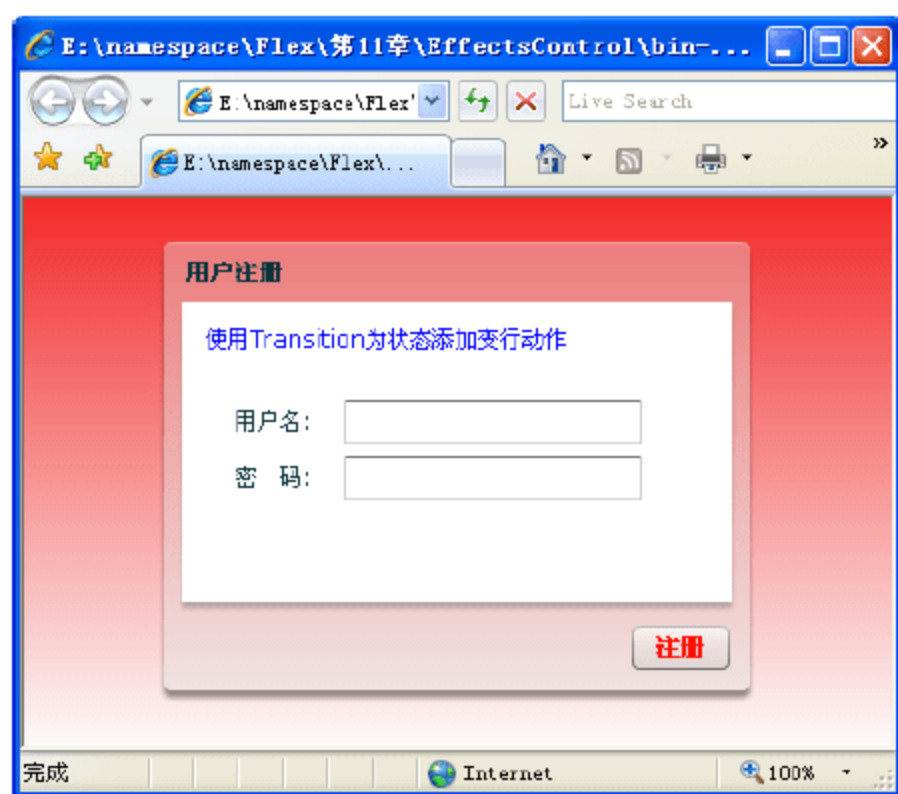 E:\namespace\Flex\第11章\EffectsControl\bin-...
E:\namespace\Flex'
Live Search
E:\namespace\Flex\...
»
用户注册
使用Transition为状态添加变行动作
用户名:
密 码:
注册
完成
Internet
100%